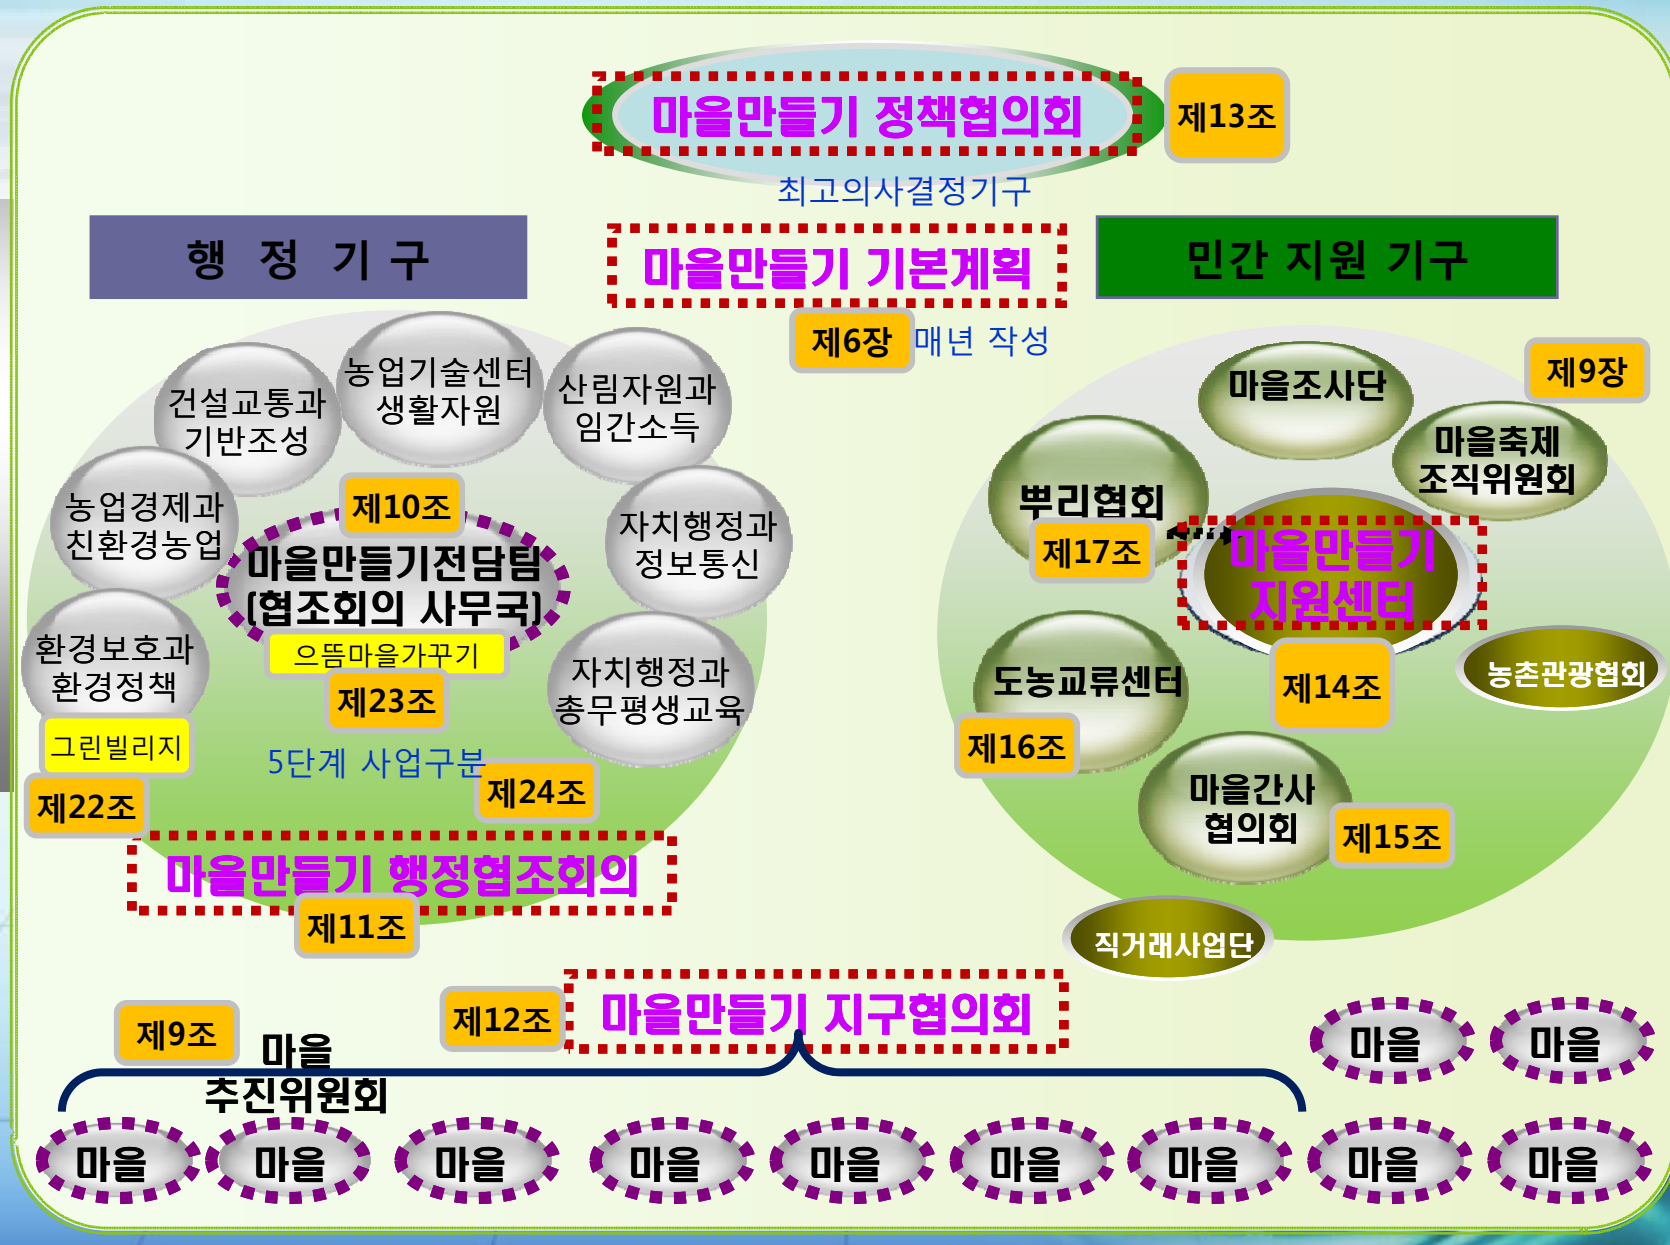 마을만들기 정책협의회
제13조
최고의사결정기구
행 정 기 구
마을만들기 기본계획
민간 지원 기구
제6장
매년 작성
농업기술센터
생활자원
건설교통과
기반조성
산림자원과
임간소득
농업경제과
친환경농업
제10조
자치행정과
정보통신
마을만들기전담팀
(협조회의 사무국)
으뜸마을가꾸기
제23조
환경보호과
환경정책
그린빌리지
제22조
자치행정과
총무평생교육
5단계 사업구분
제24조
마을만들기 행정협조회의
제11조
마을조사단
제9장
마을축제
조직위원회
뿌리협회
제17조
마을만들기
지원센터
제14조
농촌관광협회
도농교류센터
제16조
마을간사
협의회
제15조
직거래사업단
제9조
마을
추진위원회
제12조
마을만들기 지구협의회
마을
마을
마을
마을
마을
마을
마을
마을
마을
마을
마을